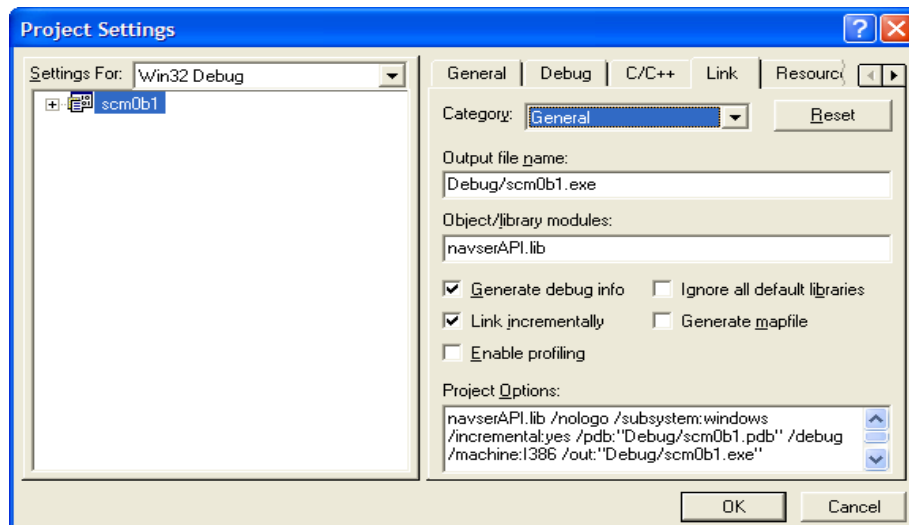 Project Settings
Settings For: Win32 Debug
scm0b1
General Debug C/C++ Link Resourc
Category: General Reset
Output file name:
Debug/scm0b1.exe
Object/library modules:
navserAPI.lib
Generate debug info Ignore all default libraries
Link incrementally Generate mapfile
Enable profiling
Project Options:
navserAPI.lib /nologo /subsystem:windows
/incremental:yes /pdb:"Debug/scm0b1.pdb" /debug
/machine:I386 /out:"Debug/scm0b1.exe"
OK Cancel